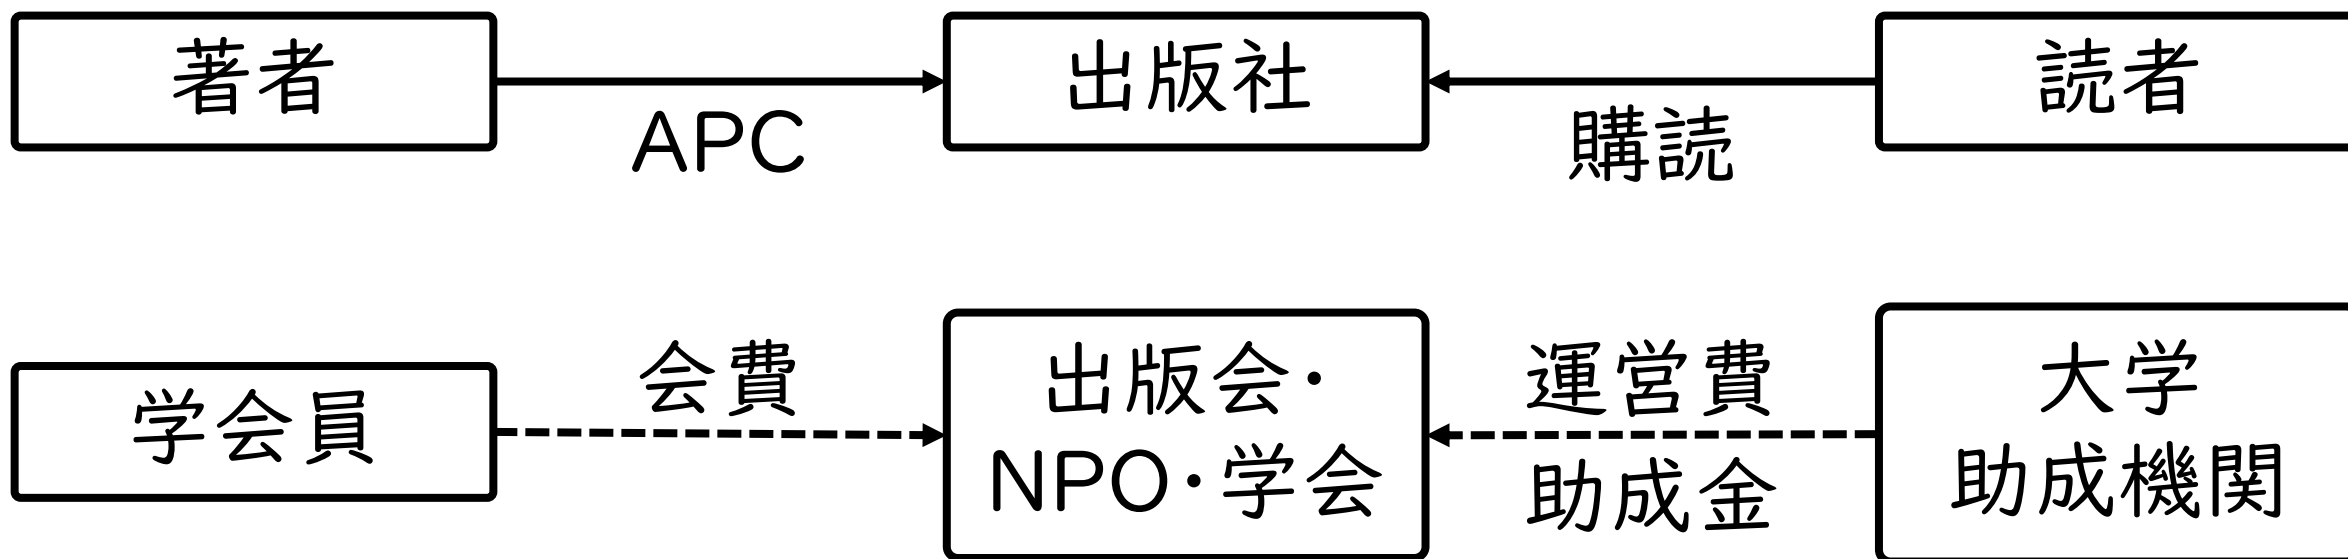 著者
APC
出版社
購読
読者
学会員
会費
出版会・
NPO・学会
運営費
助成金
大学
助成機関